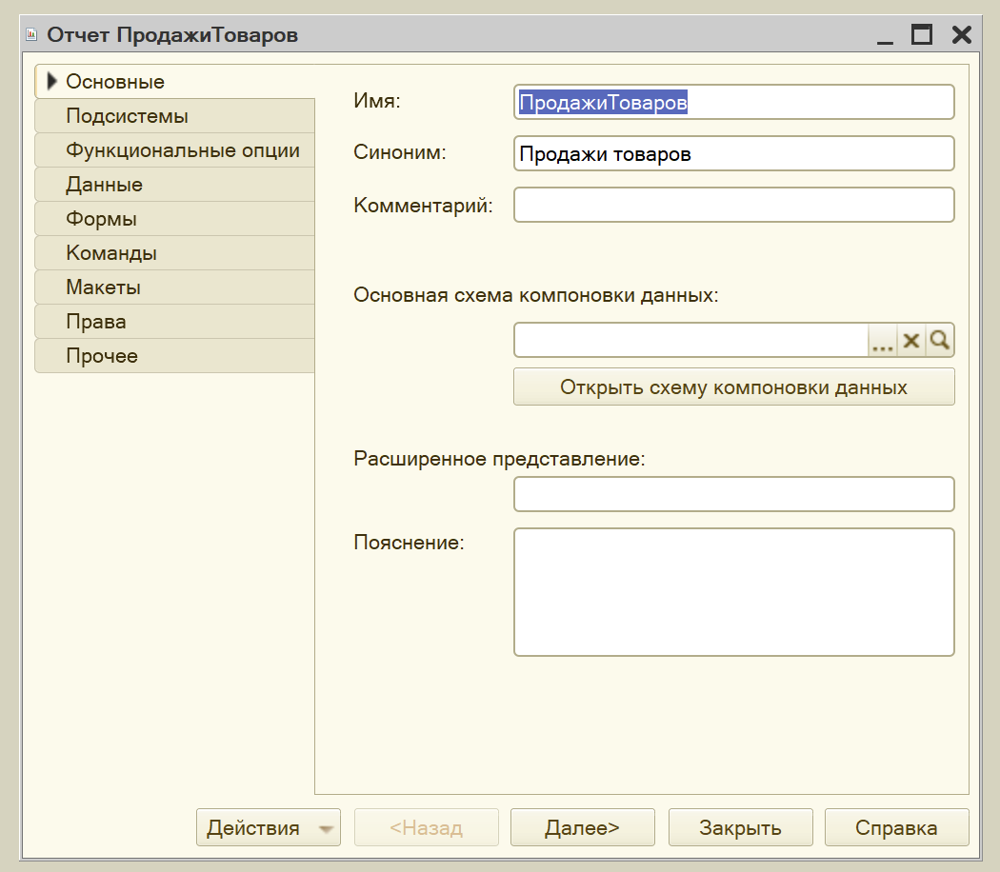 Отчет ПродажиТоваров
Основные
Подсистемы
Функциональные опции
Данные
Формы
Команды
Макеты
Права
Прочее
Имя: ПродажиТоваров
Синоним: Продажи товаров
Комментарий:
Основная схема компоновки данных:
...
Открыть схему компоновки данных
Расширенное представление:
Пояснение:
Действия <Назад Далее> Закрыть Справка